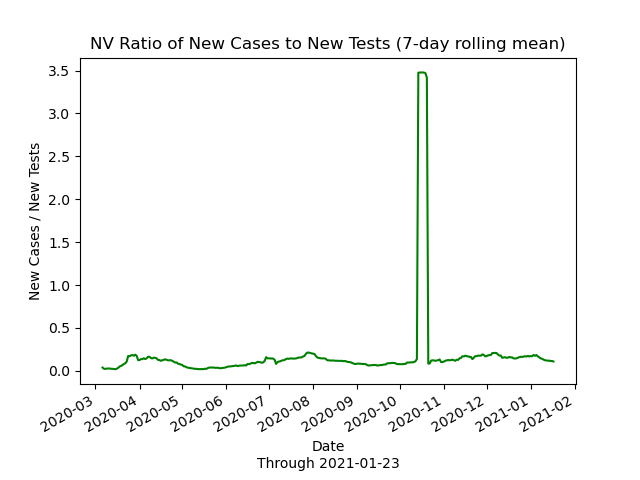 NV Ratio of New Cases to New Tests (7-day rolling mean)
New Cases / New Tests
3.5
3.0
2.5
2.0
1.5
1.0
0.5
0.0
2020-03 2020-04 2020-05 2020-06 2020-07 2020-08 2020-09 2020-10 2020-11 2020-12 2021-01 2021-02
Date
Through 2021-01-23